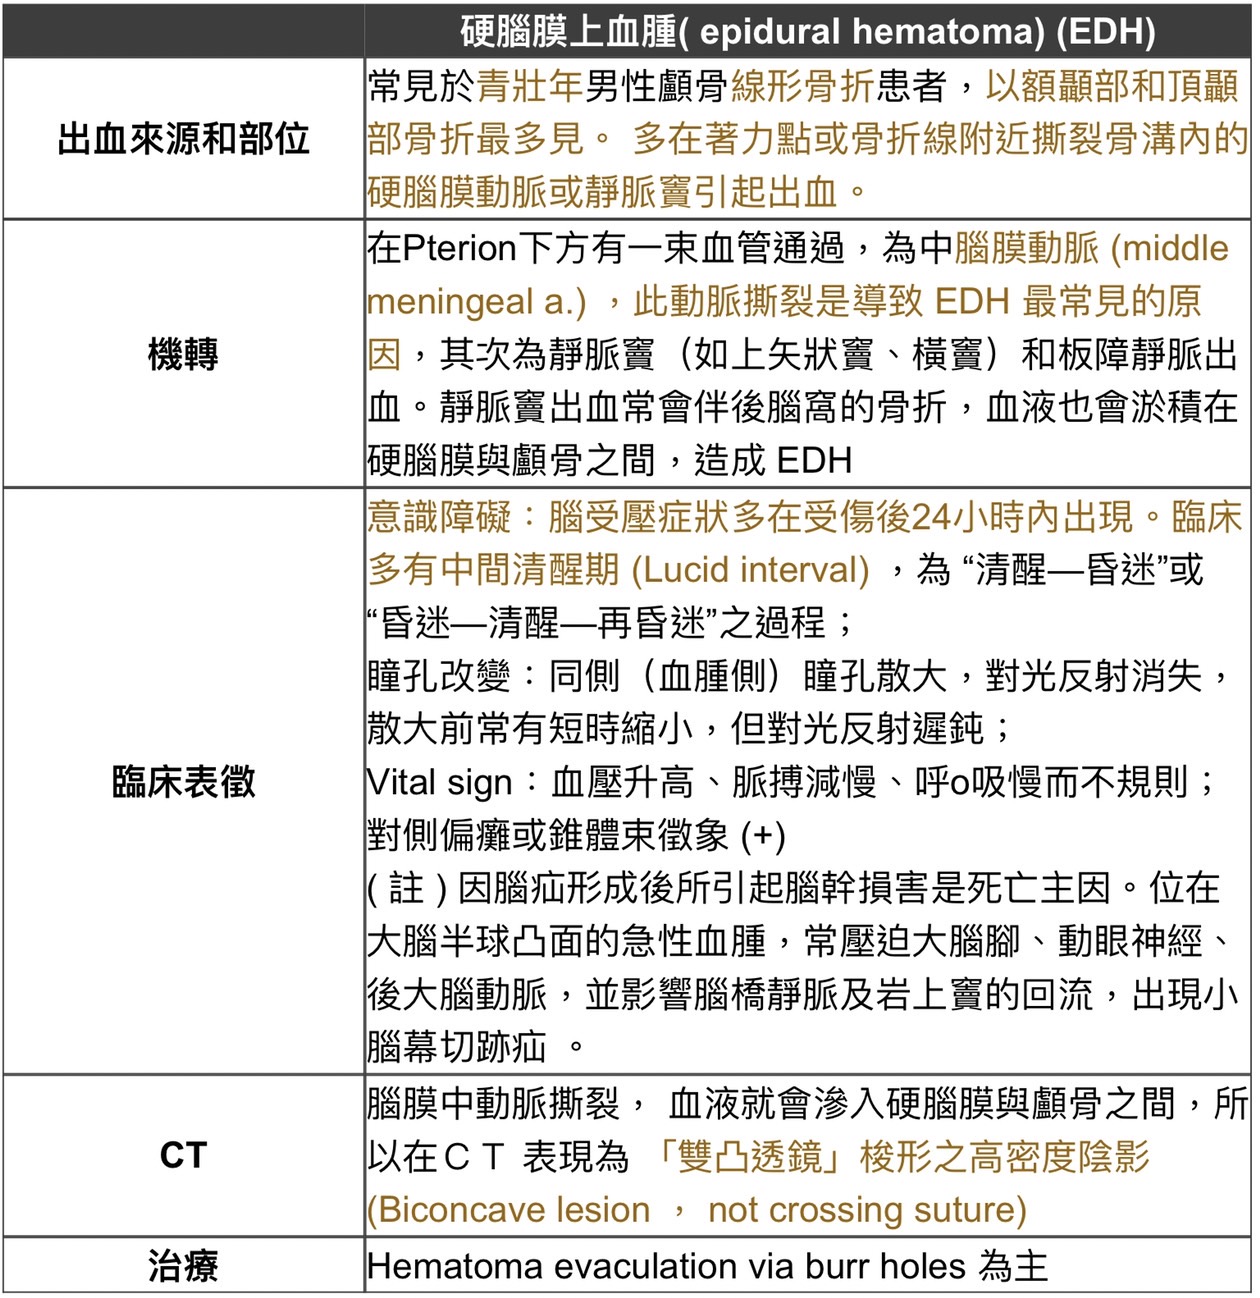 硬腦膜上血腫( epidural hematoma) (EDH)
出血來源和部位
常見於青壯年男性顱骨線形骨折患者，以額顳部和頂顳
部骨折最多見。 多在著力點或骨折線附近撕裂骨溝內的
硬腦膜動脈或靜脈竇引起出血。
機轉
在Pterion下方有一束血管通過，為中腦膜動脈 (middle
meningeal a.) ，此動脈撕裂是導致 EDH 最常見的原
因，其次為靜脈竇（如上矢狀竇、橫竇）和板障靜脈出
血。靜脈竇出血常會伴後腦窩的骨折，血液也會淤積在
硬腦膜與顱骨之間，造成 EDH
臨床表徵
意識障礙：腦受壓症狀多在受傷後24小時內出現。臨床
多有中間清醒期 (Lucid interval) ，為 “清醒—昏迷”或
“昏迷—清醒—再昏迷”之過程；
瞳孔改變：同側（血腫側）瞳孔散大，對光反射消失，
散大前常有短時縮小，但對光反射遲鈍；
Vital sign：血壓升高、脈搏減慢、呼o吸慢而不規則；
對側偏癱或錐體束徵象 (+)
( 註 ) 因腦疝形成後所引起腦幹損害是死亡主因。位在
大腦半球凸面的急性血腫，常壓迫大腦腳、動眼神經、
後大腦動脈，並影響腦橋靜脈及岩上竇的回流，出現小
腦幕切跡疝 。
CT
腦膜中動脈撕裂， 血液就會滲入硬腦膜與顱骨之間，所
以在ＣＴ 表現為 「雙凸透鏡」梭形之高密度陰影
(Biconcave lesion ， not crossing suture)
治療
Hematoma evaculation via burr holes 為主